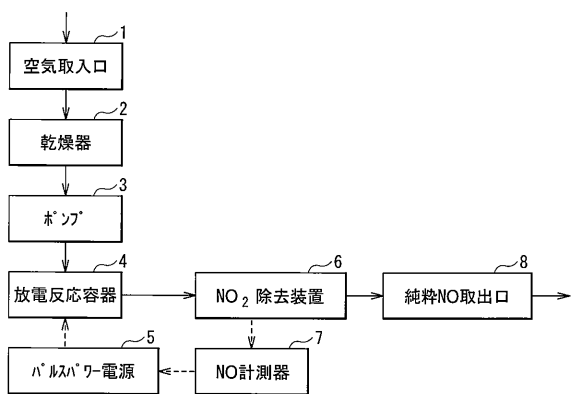 1
空気取入口
2
乾燥器
3
ﾎﾟﾝﾌﾟ
4
放電反応容器
6
NO₂ 除去装置
8
純粋NO取出口
5
ﾊﾟﾙｽﾊﾟﾜｰ電源
7
NO計測器